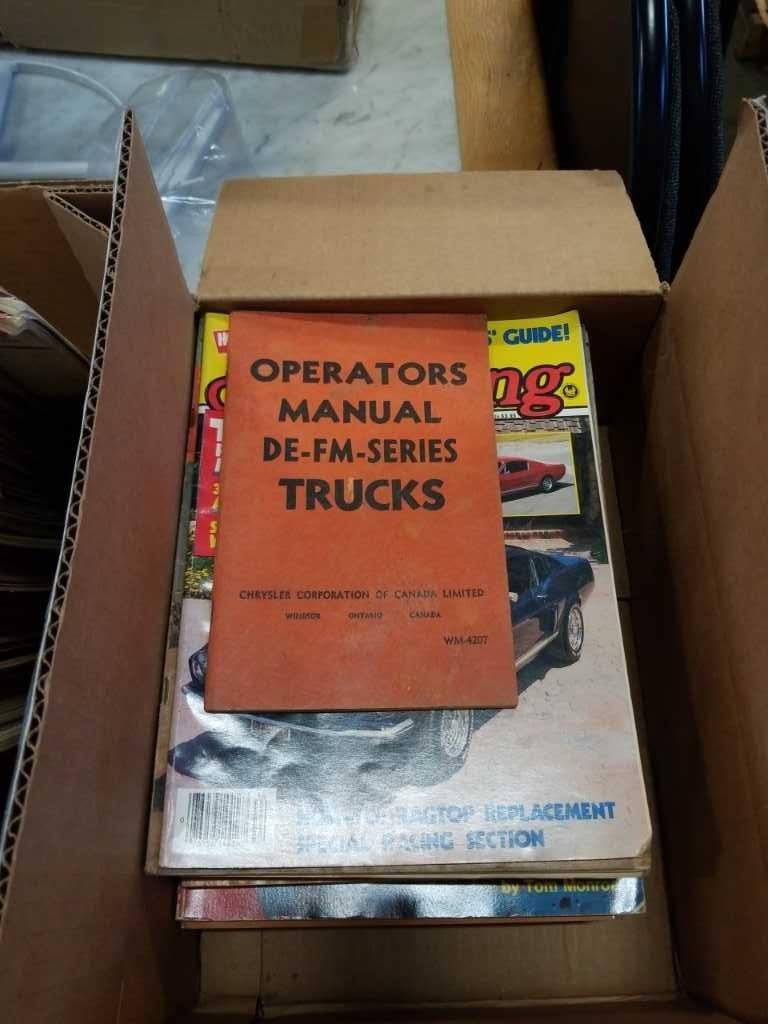 ' GUIDE!
ng
OPERATORS
MANUAL
DE-FM-SERIES
TRUCKS
CHRYSLER CORPORATION OF CANADA LIMITED
WINDSOR ONTARIO CANADA
WM-4207
RAGTOP REPLACEMENT
SPECIAL RACING SECTION
by Tom Monroe